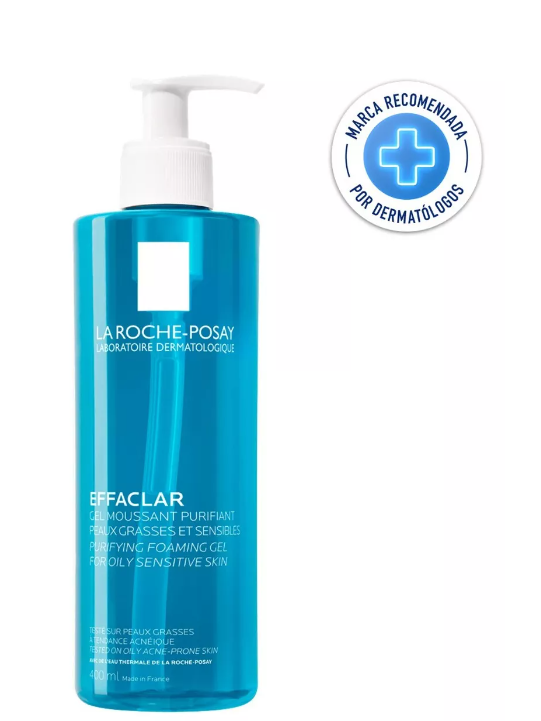 MARCA RECOMENDADA
POR DERMATÓLOGOS
LA ROCHE-POSAY
LABORATOIRE DERMATOLOGIQUE
EFFACLAR
GEL MOUSSANT PURIFIANT
PEAUX GRASSES ET SENSIBLES
PURIFYING FOAMING GEL
FOR OILY SENSITIVE SKIN
TESTÉ SUR PEAUX GRASSES
À TENDANCE ACNÉIQUE
TESTED ON OILY ACNE-PRONE SKIN
AVEC DE L'EAU THERMALE DE LA ROCHE-POSAY
400 ml Made in France